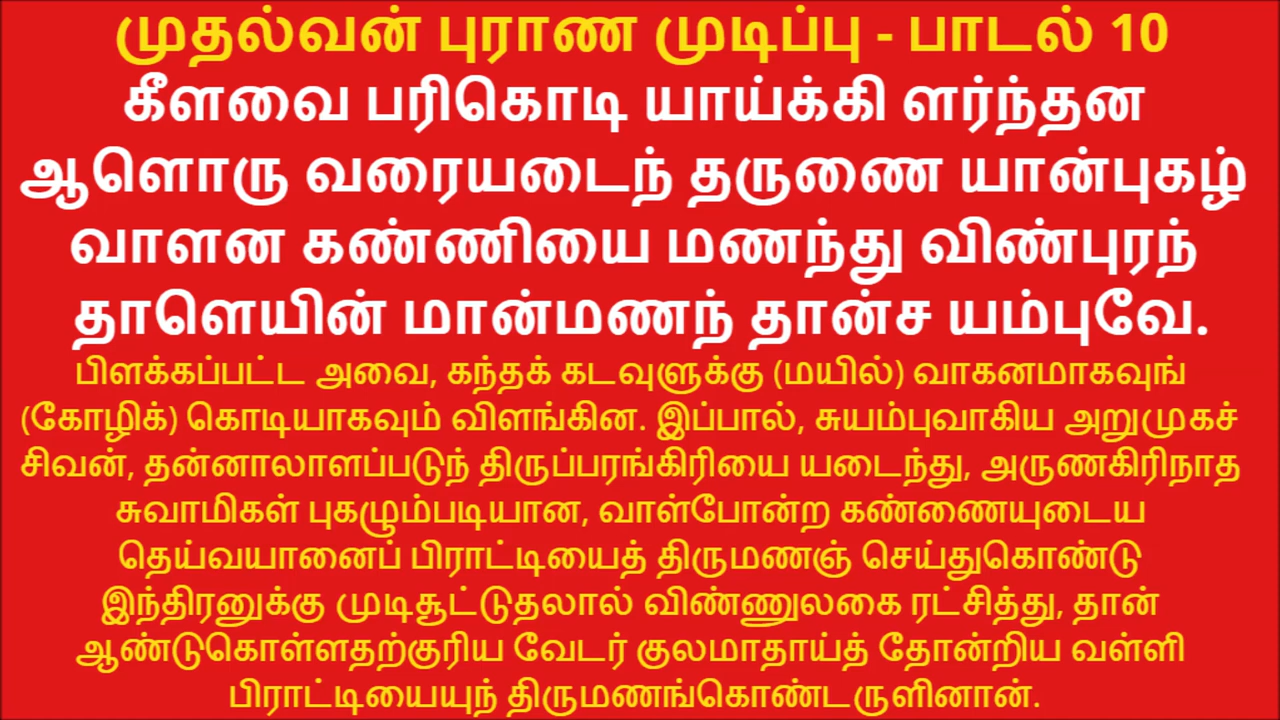 முதல்வன் புராண முடிப்பு - பாடல் 10
கீளவை பரிகொடி யாய்க்கி ளர்ந்தன
ஆளொரு வரையடைந் தருணை யான்புகழ்
வாளன கண்ணியை மணந்து விண்புரந்
தாளெயின் மான்மணந் தான்ச யம்புவே.
பிளக்கப்பட்ட அவை, கந்தக் கடவுளுக்கு (மயில்) வாகனமாகவுங்
(கோழிக்) கொடியாகவும் விளங்கின. இப்பால், சுயம்புவாகிய அறுமுகச்
சிவன், தன்னாலாளப்படுந் திருப்பரங்கிரியை யடைந்து, அருணகிரிநாத
சுவாமிகள் புகழும்படியான, வாள்போன்ற கண்ணையுடைய
தெய்வயானைப் பிராட்டியைத் திருமணஞ் செய்துகொண்டு
இந்திரனுக்கு முடிசூட்டுதலால் விண்ணுலகை ரட்சித்து, தான்
ஆண்டுகொள்ளதற்குரிய வேடர் குலமாதாய்த் தோன்றிய வள்ளி
பிராட்டியையுந் திருமணங்கொண்டருளினான்.